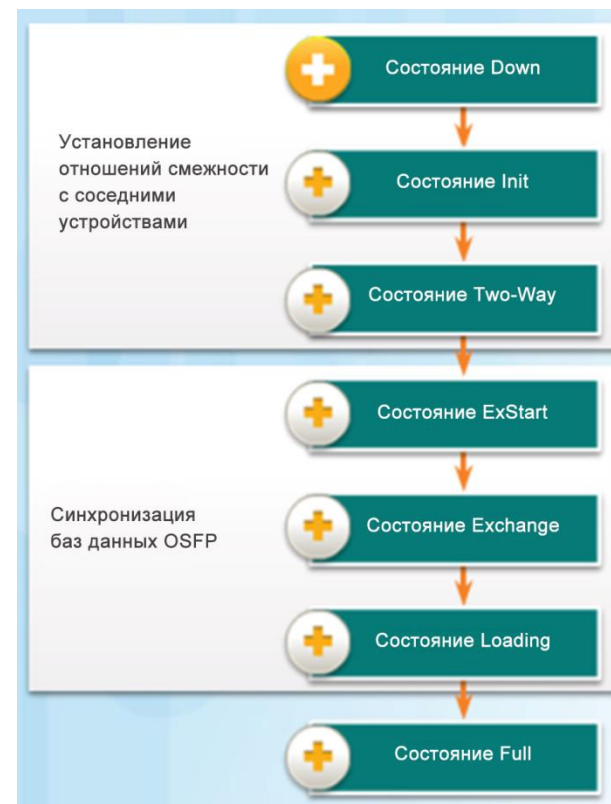 Состояние Down
Установление
отношений смежности
с соседними
устройствами
Состояние Init
Состояние Two-Way
Состояние ExStart
Синхронизация
баз данных OSFP
Состояние Exchange
Состояние Loading
Состояние Full